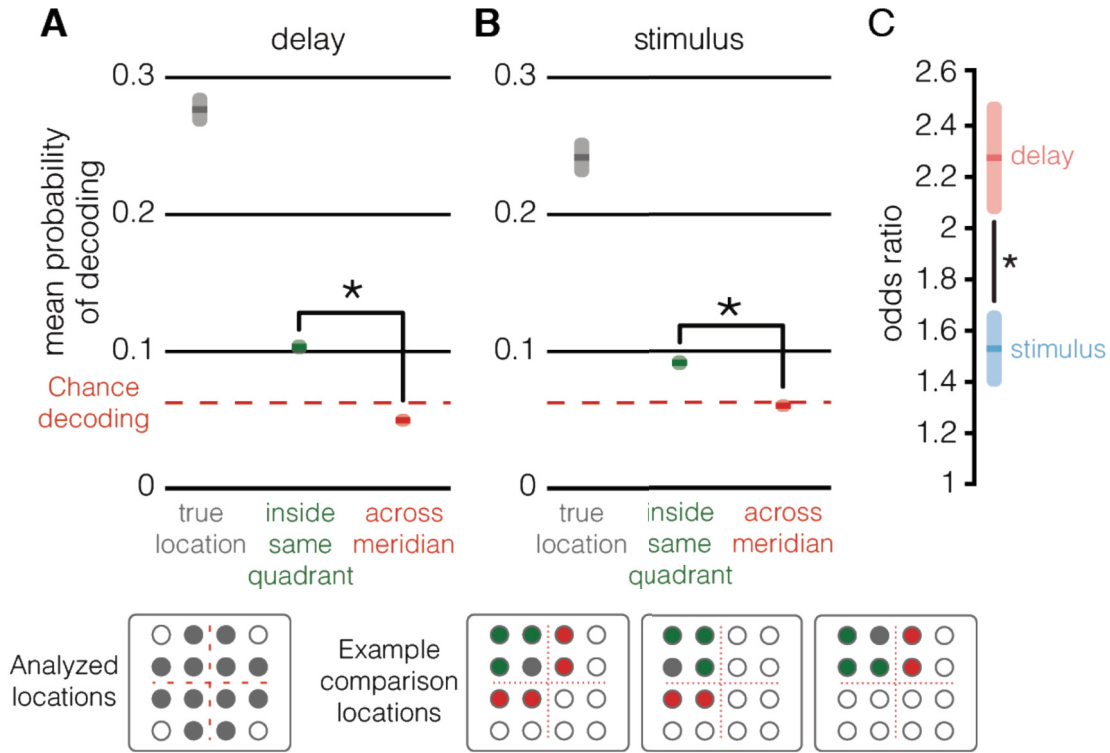 A
delay
0.3
0.2
0.1
0
mean probability
of decoding
Chance
decoding
*
true
location
inside
same
quadrant
across
meridian
B
stimulus
0.3
0.2
0.1
0
*
true
location
inside
same
quadrant
across
meridian
C
2.6
2.4
2.2
2
1.8
1.6
1.4
1.2
1
odds ratio
delay
*
stimulus
Analyzed
locations
Example
comparison
locations